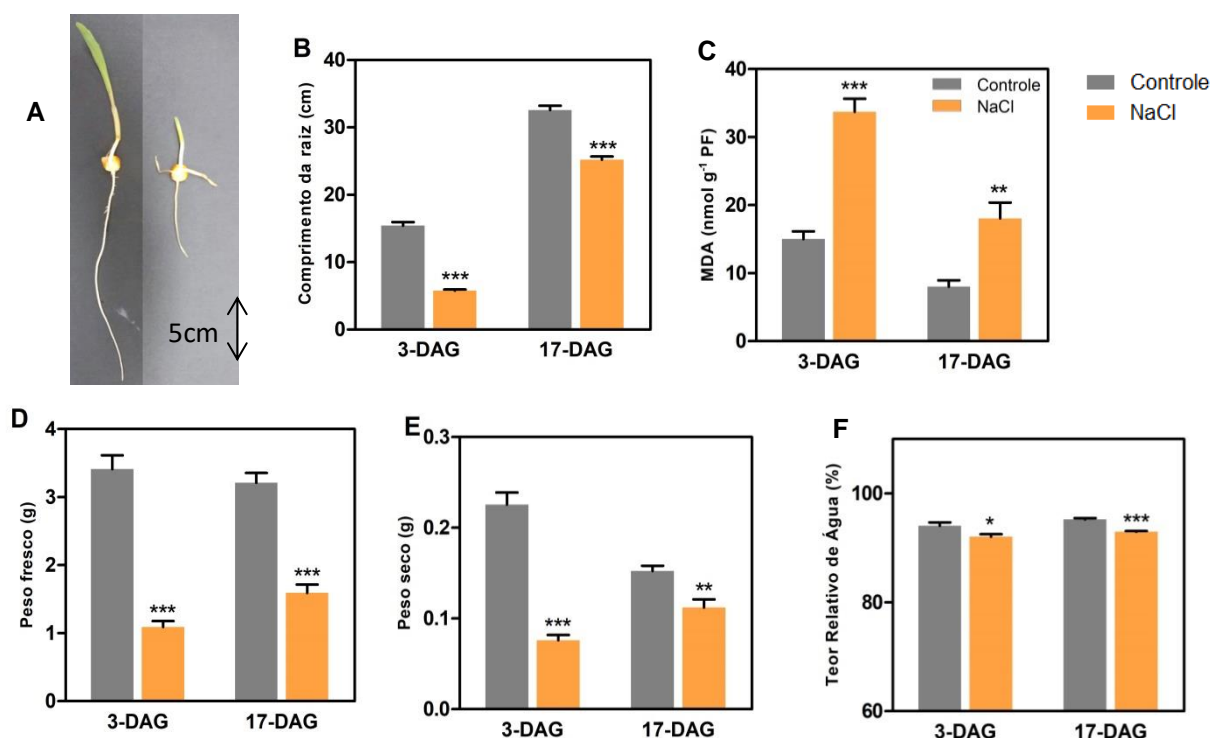 A
5cm
B
Comprimento da raiz (cm)
40
30
20
10
0
***
***
3-DAG
17-DAG
C
MDA (nmol g⁻¹ PF)
40
30
20
10
0
***
**
Controle
NaCl
3-DAG
17-DAG
Controle
NaCl
D
Peso fresco (g)
4
3
2
1
0
***
***
3-DAG
17-DAG
E
Peso seco (g)
0.3
0.2
0.1
0.0
***
**
3-DAG
17-DAG
F
Teor Relativo de Água (%)
100
80
60
*
***
3-DAG
17-DAG